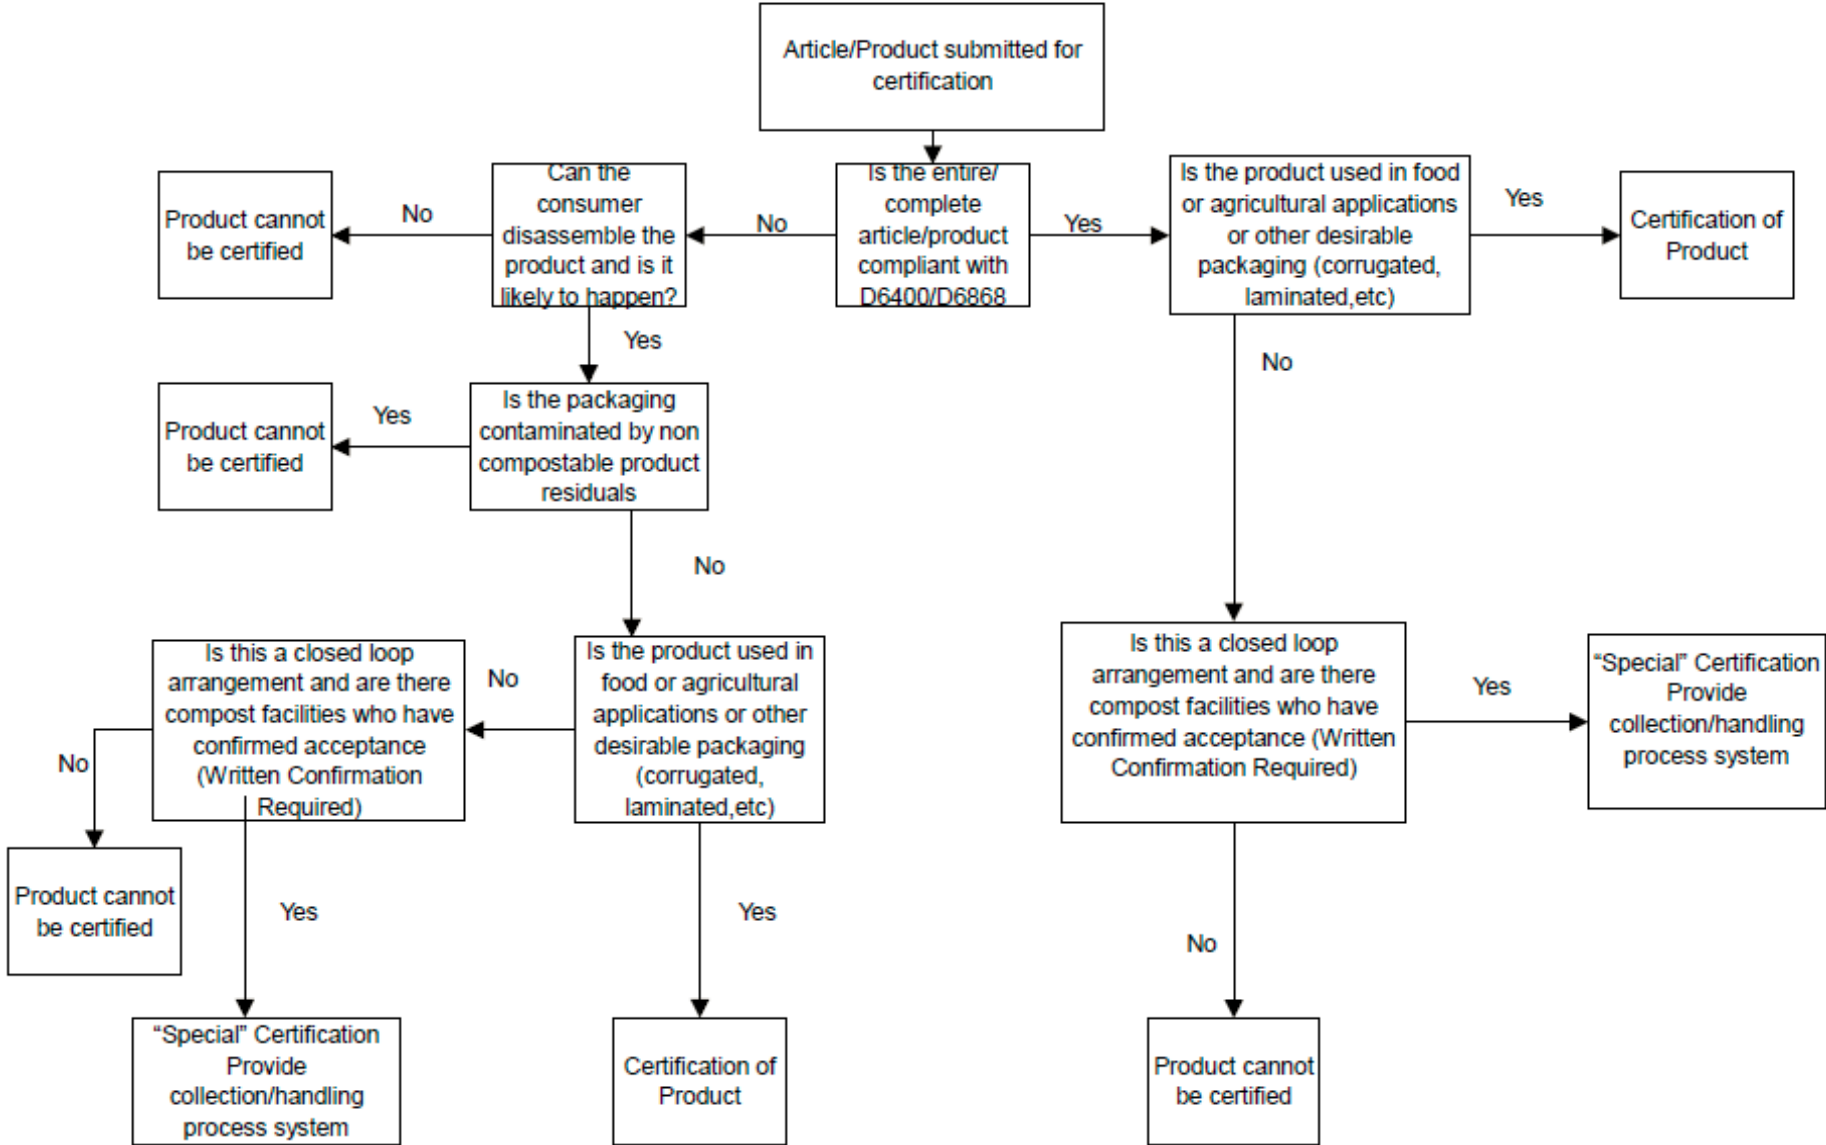 Article/Product submitted for
certification
Can the
consumer
disassemble the
product and is it
likely to happen?
Is the entire/
complete
article/product
compliant with
D6400/D6868
Is the product used in food
or agricultural applications
or other desirable
packaging (corrugated,
laminated,etc)
Product cannot
be certified
No
No
Yes
Yes
Certification of
Product
Yes
No
Product cannot
be certified
Yes
Is the packaging
contaminated by non
compostable product
residuals
No
Is this a closed loop
arrangement and are there
compost facilities who have
confirmed acceptance
(Written Confirmation
Required)
No
Is the product used in
food or agricultural
applications or other
desirable packaging
(corrugated,
laminated,etc)
Is this a closed loop
arrangement and are there
compost facilities who have
confirmed acceptance (Written
Confirmation Required)
Yes
“Special” Certification
Provide
collection/handling
process system
No
Product cannot
be certified
Yes
Yes
No
“Special” Certification
Provide
collection/handling
process system
Certification of
Product
Product cannot
be certified